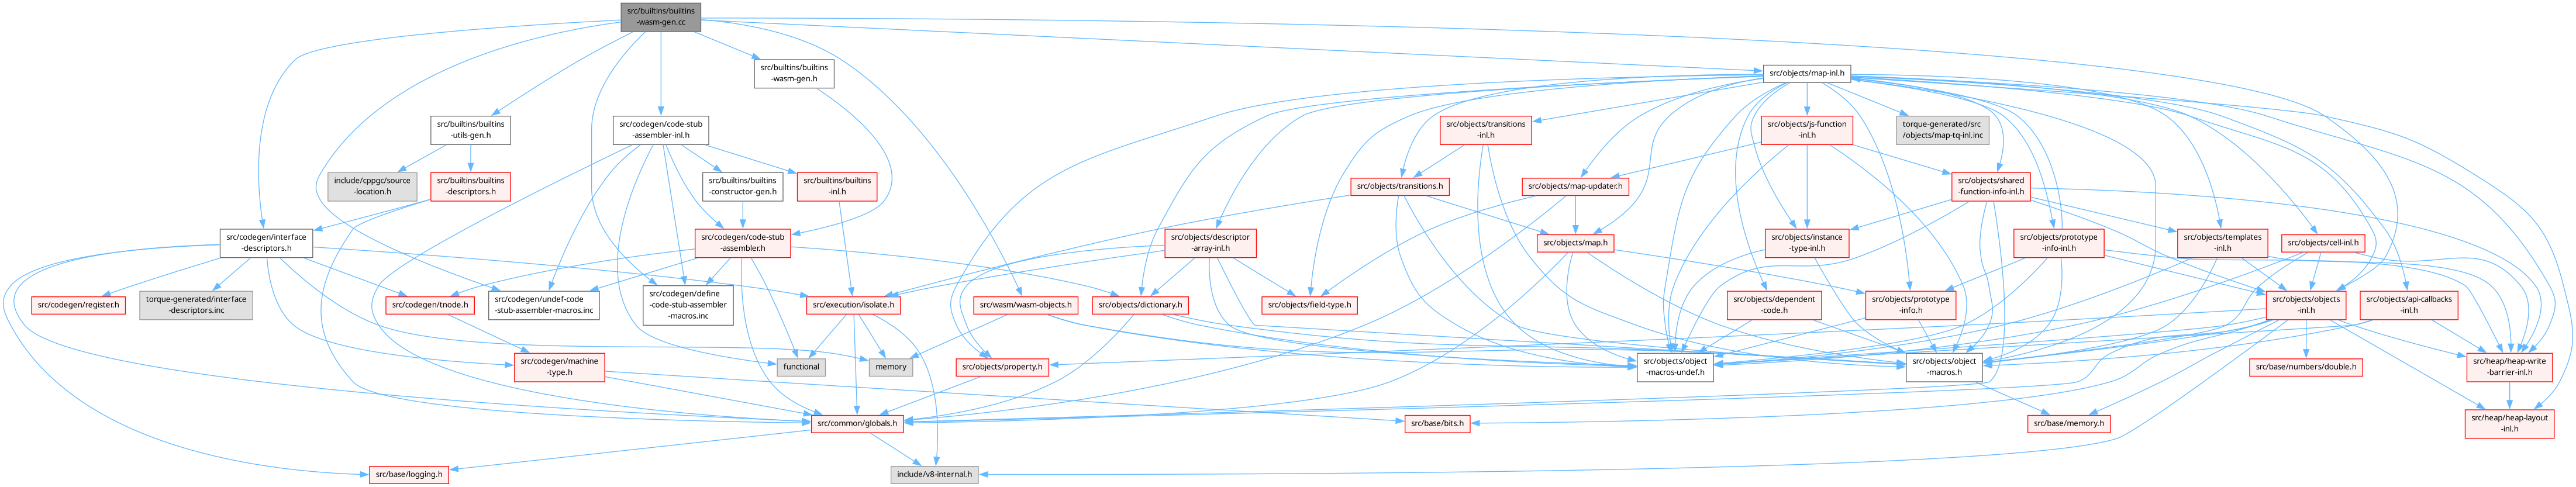 src/builtins/builtins
-wasm-gen.cc
src/builtins/builtins
-wasm-gen.h
src/objects/map-inl.h
src/builtins/builtins
-utils-gen.h
src/codegen/code-stub
-assembler-inl.h
src/objects/transitions
-inl.h
src/objects/js-function
-inl.h
torque-generated/src
/objects/map-tq-inl.inc
include/cppgc/source
-location.h
src/builtins/builtins
-descriptors.h
src/builtins/builtins
-constructor-gen.h
src/builtins/builtins
-inl.h
src/objects/transitions.h
src/objects/map-updater.h
src/objects/shared
-function-info-inl.h
src/codegen/interface
-descriptors.h
src/codegen/code-stub
-assembler.h
src/objects/descriptor
-array-inl.h
src/objects/map.h
src/objects/instance
-type-inl.h
src/objects/prototype
-info-inl.h
src/objects/templates
-inl.h
src/objects/cell-inl.h
src/codegen/register.h
torque-generated/interface
-descriptors.inc
src/codegen/tnode.h
src/codegen/undef-code
-stub-assembler-macros.inc
src/codegen/define
-code-stub-assembler
-macros.inc
src/execution/isolate.h
src/wasm/wasm-objects.h
src/objects/dictionary.h
src/objects/field-type.h
src/objects/dependent
-code.h
src/objects/prototype
-info.h
src/objects/objects
-inl.h
src/objects/api-callbacks
-inl.h
src/codegen/machine
-type.h
functional
memory
src/objects/property.h
src/objects/object
-macros-undef.h
src/objects/object
-macros.h
src/base/numbers/double.h
src/heap/heap-write
-barrier-inl.h
src/common/globals.h
src/base/bits.h
src/base/memory.h
src/heap/heap-layout
-inl.h
src/base/logging.h
include/v8-internal.h